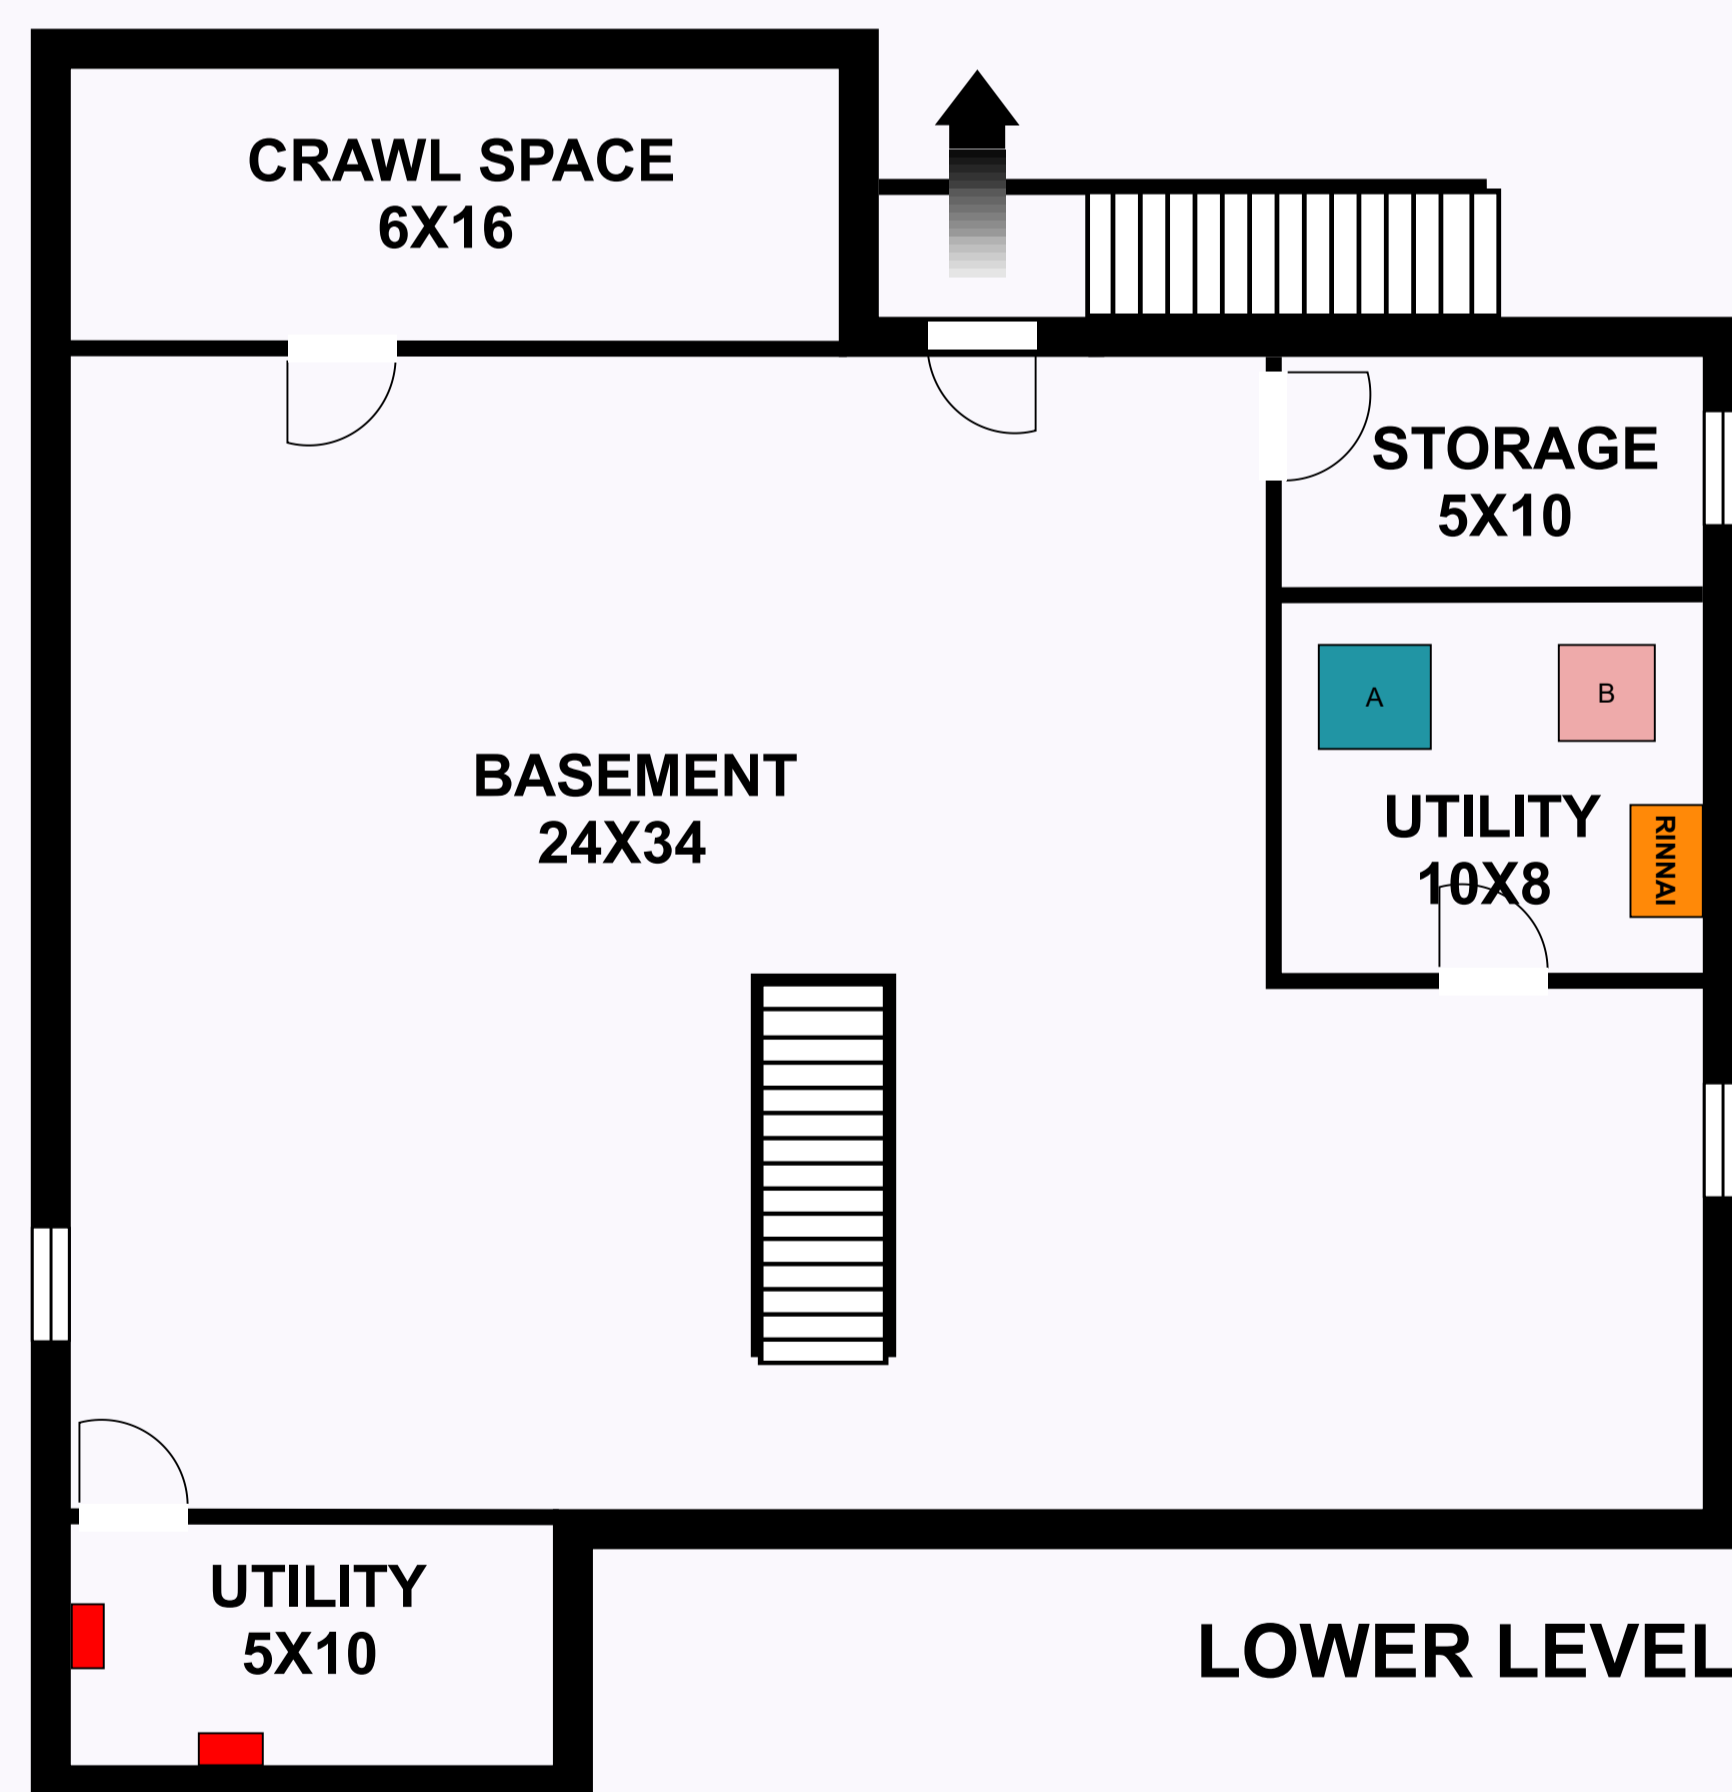 CRAWL SPACE
6X16
STORAGE
5X10
A
B
BASEMENT
24X34
UTILITY
10X8
RINNAI
UTILITY
5X10
LOWER LEVEL